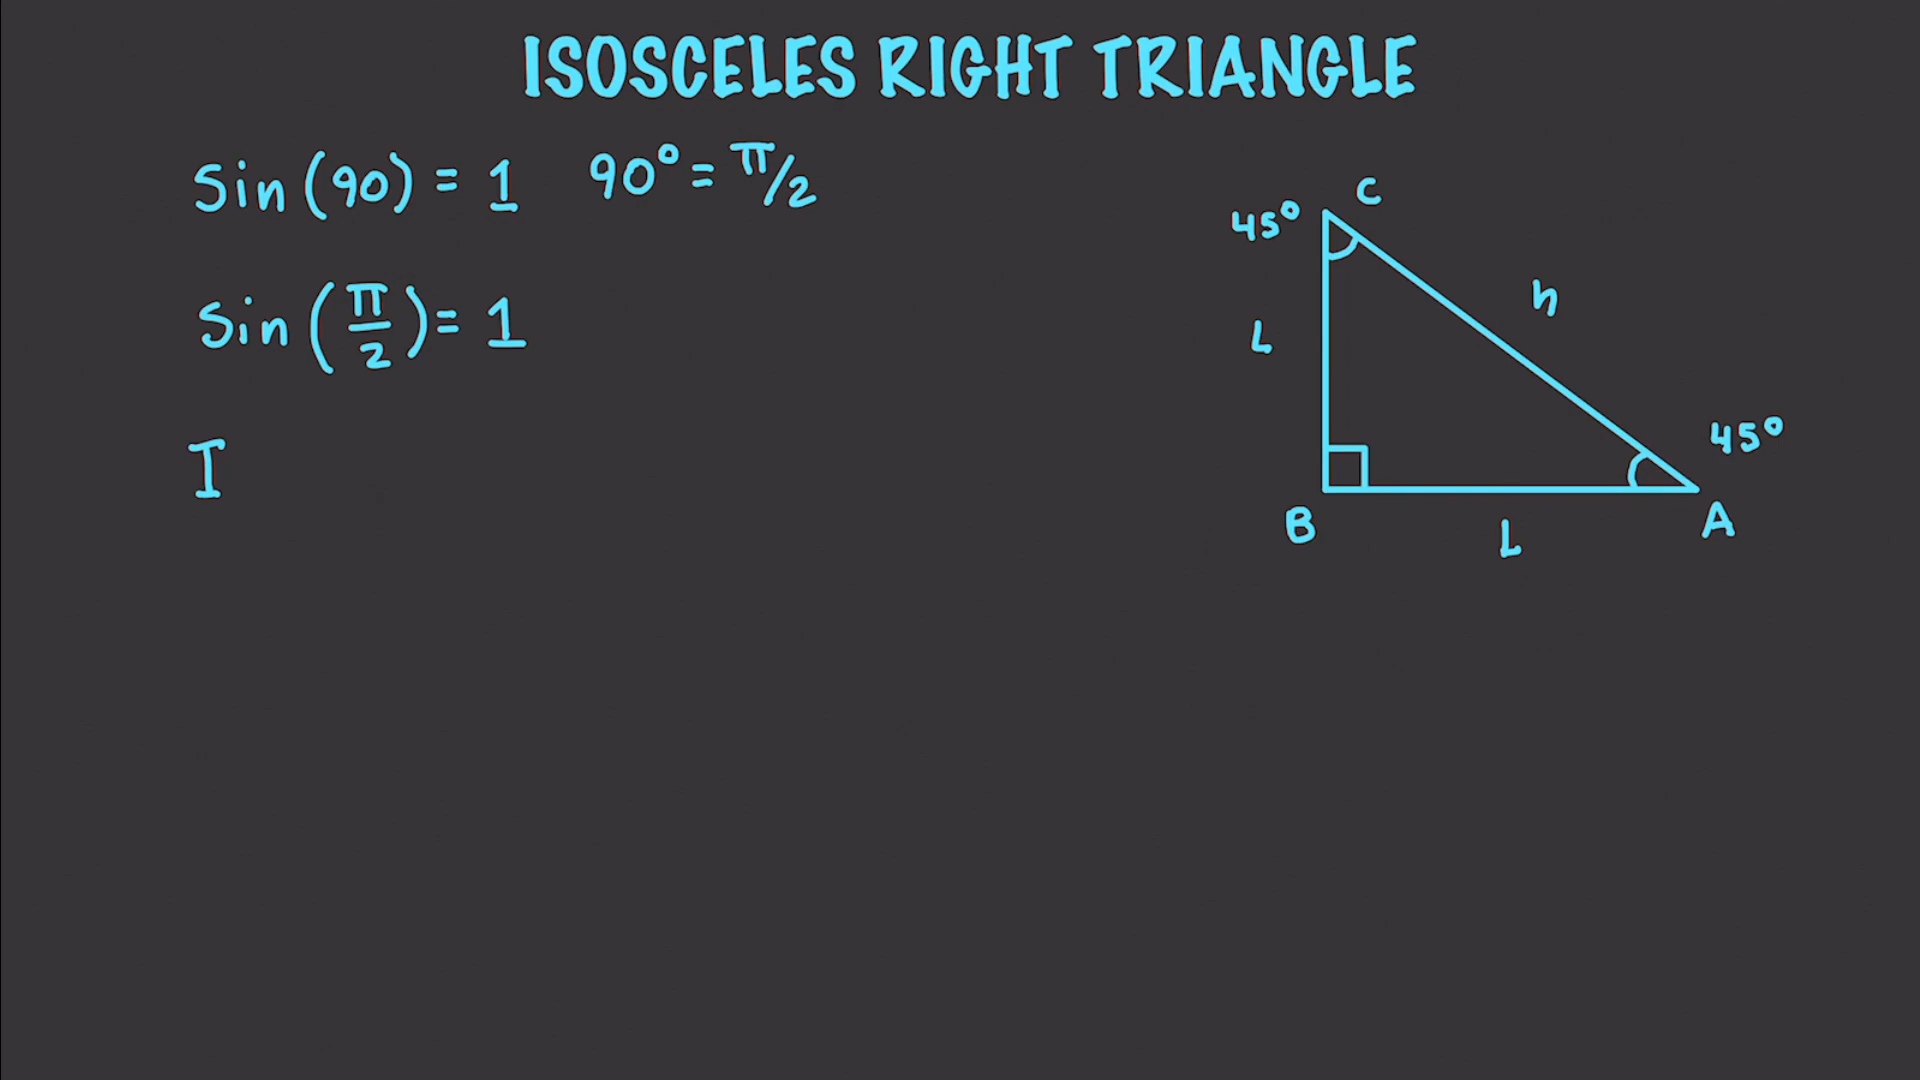 ISOSCELES RIGHT TRIANGLE
Sin (90) = 1 90° = π/2
Sin (π/2) = 1
I
45° C
h
L
45°
B L A